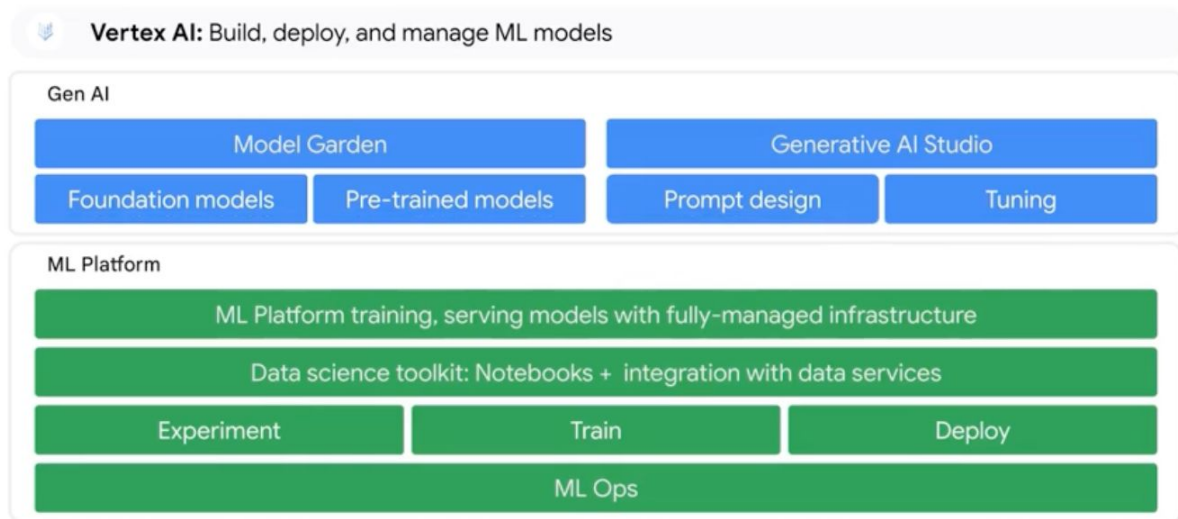 Vertex AI: Build, deploy, and manage ML models
Gen AI
Model Garden
Generative AI Studio
Foundation models
Pre-trained models
Prompt design
Tuning
ML Platform
ML Platform training, serving models with fully-managed infrastructure
Data science toolkit: Notebooks + integration with data services
Experiment
Train
Deploy
ML Ops